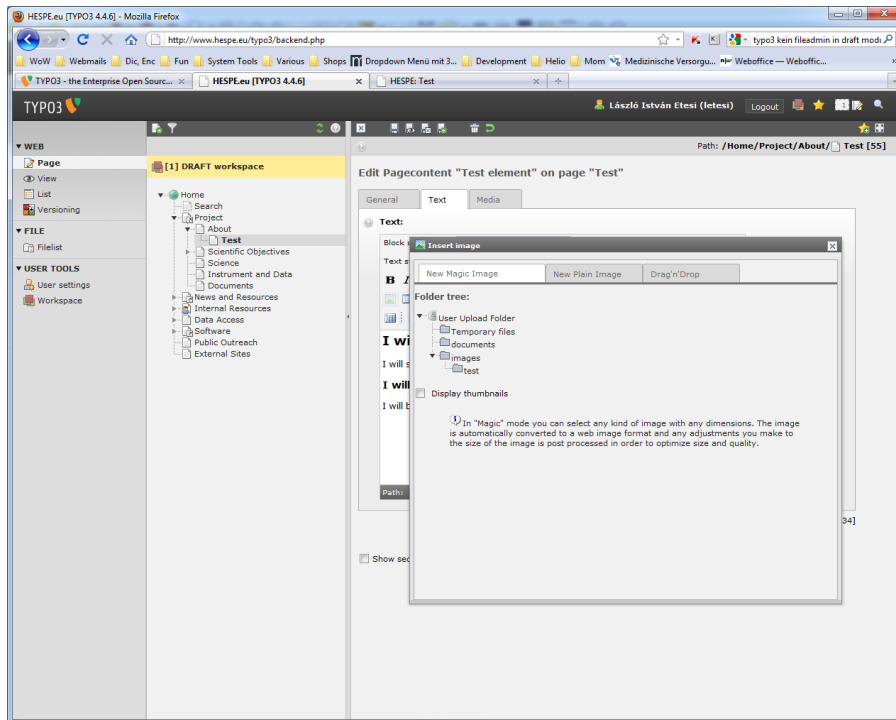 HESPE.eu [TYPO3 4.4.6] - Mozilla Firefox
http://www.hespe.eu/typo3/backend.php
typo3 kein fileadmin in draft modu
WoW Webmails Dic, Enc Fun System Tools Various Shops Dropdown Menü mit 3... Development Helio Mom Medizinische Versorgu... Weboffice — Weboffic...
TYPO3 - the Enterprise Open Sourc... HESPE.eu [TYPO3 4.4.6] HESPE: Test
TYPO3 László István Etesi (letesi) Logout
Path: /Home/Project/About/ Test [55]
WEB
Page
View
List
Versioning
FILE
Filelist
USER TOOLS
User settings
Workspace
[1] DRAFT workspace
Home
Search
Project
About
Test
Scientific Objectives
Science
Instrument and Data
Documents
News and Resources
Internal Resources
Data Access
Software
Public Outreach
External Sites
Edit Pagecontent "Test element" on page "Test"
General Text Media
Text:
Block
Text s
B I
I wi
I will s
I will
I will b
Path:
34]
Show sec
Insert image
New Magic Image New Plain Image Drag'n'Drop
Folder tree:
User Upload Folder
Temporary files
documents
images
test
Display thumbnails
In "Magic" mode you can select any kind of image with any dimensions. The image
is automatically converted to a web image format and any adjustments you make to
the size of the image is post processed in order to optimize size and quality.